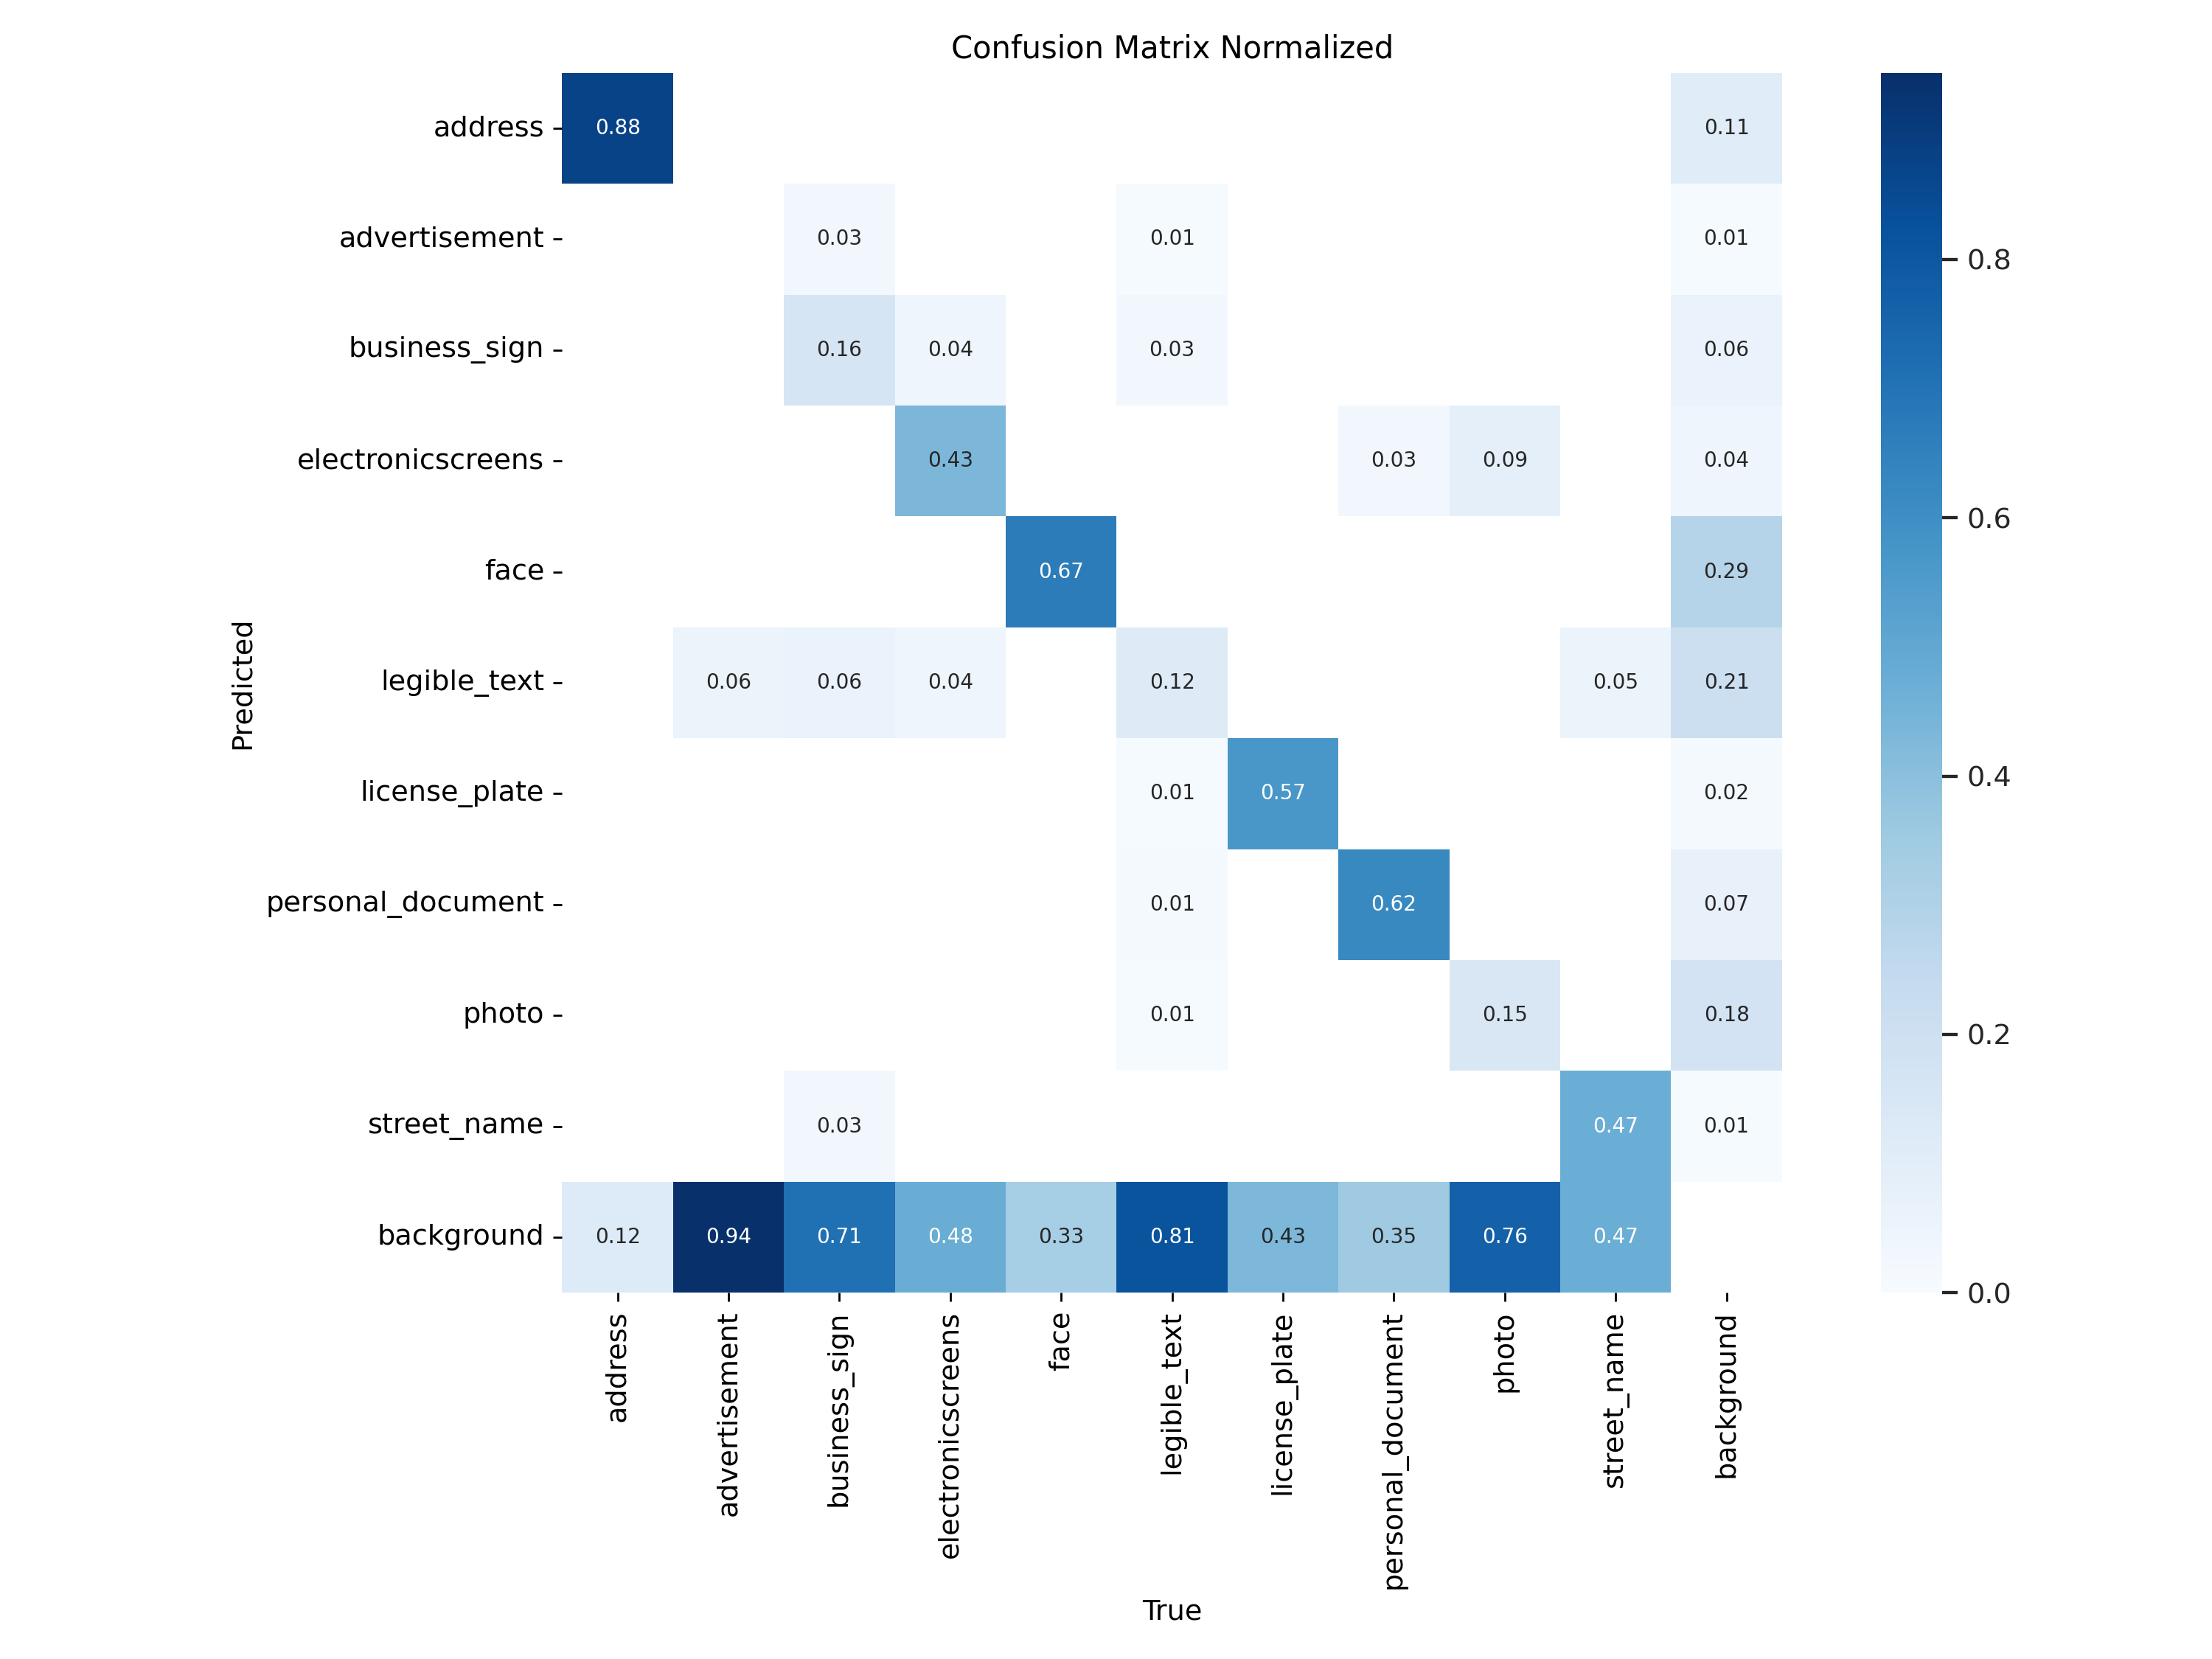 Confusion Matrix Normalized
Predicted
address 0.88 0.11
advertisement 0.03 0.01 0.01
business_sign 0.16 0.04 0.03 0.06
electronicscreens 0.43 0.03 0.09 0.04
face 0.67 0.29
legible_text 0.06 0.06 0.04 0.12 0.05 0.21
license_plate 0.01 0.57 0.02
personal_document 0.01 0.62 0.07
photo 0.01 0.15 0.18
street_name 0.03 0.47 0.01
background 0.12 0.94 0.71 0.48 0.33 0.81 0.43 0.35 0.76 0.47
address advertisement business_sign electronicscreens face legible_text license_plate personal_document photo street_name background
True
0.8
0.6
0.4
0.2
0.0